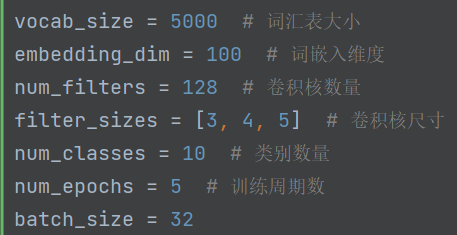 vocab_size = 5000  # 词汇表大小
embedding_dim = 100  # 词嵌入维度
num_filters = 128  # 卷积核数量
filter_sizes = [3, 4, 5]  # 卷积核尺寸
num_classes = 10  # 类别数量
num_epochs = 5  # 训练周期数
batch_size = 32